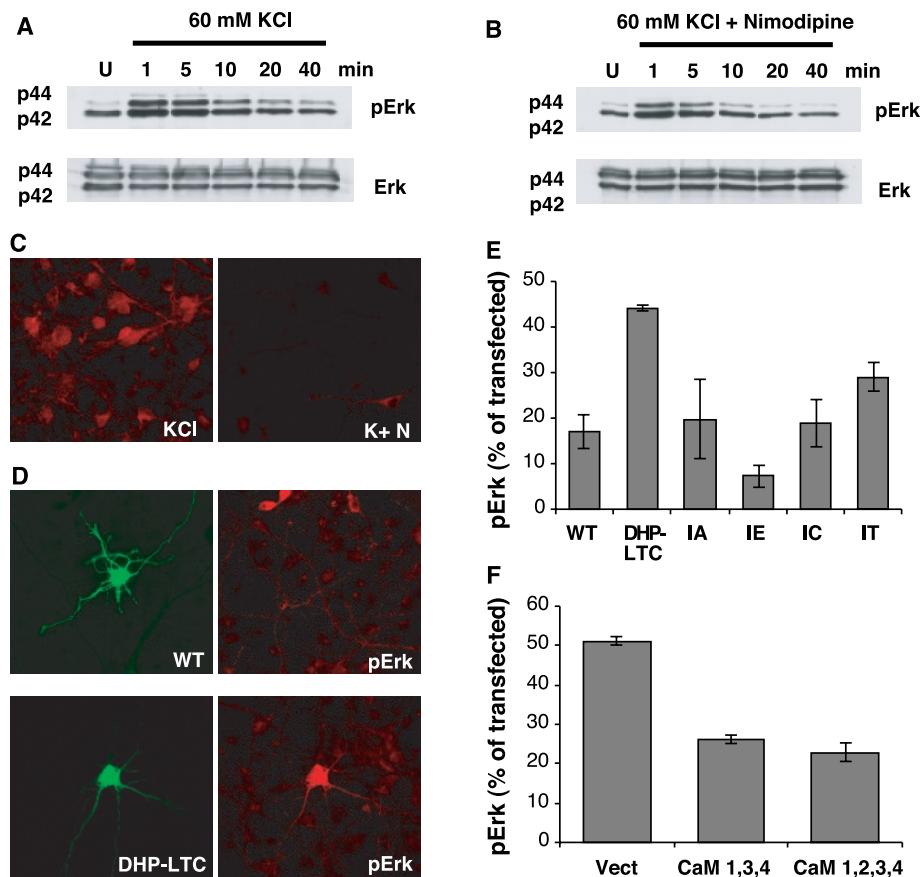 A
60 mM KCl
U 1 5 10 20 40 min
p44
p42
pErk
p44
p42
Erk
B
60 mM KCl + Nimodipine
U 1 5 10 20 40 min
p44
p42
pErk
p44
p42
Erk
C
KCl
K+ N
D
WT
pErk
DHP-LTC
pErk
E
pErk (% of transfected)
50
40
30
20
10
0
WT DHP-LTC IA IE IC IT
F
pErk (% of transfected)
60
50
40
30
20
10
0
Vect CaM 1,3,4 CaM 1,2,3,4